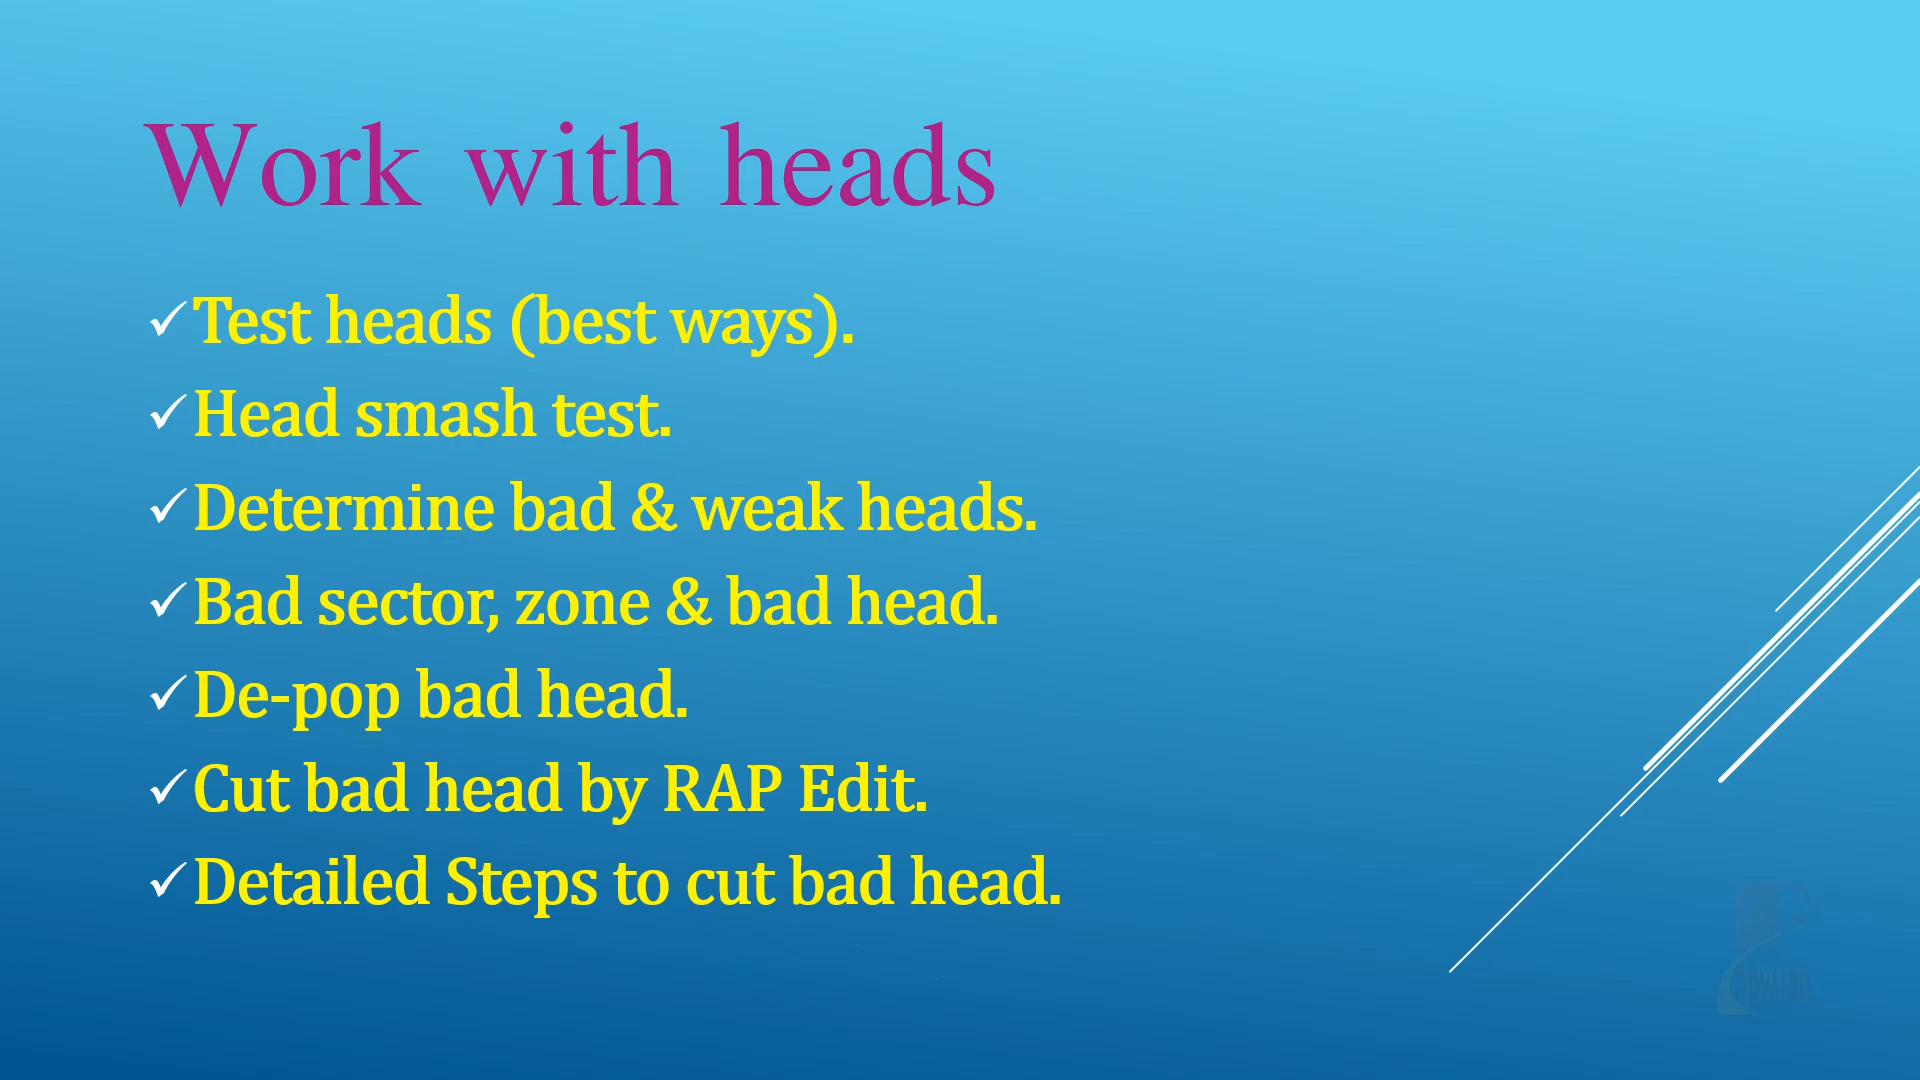 Work with heads
✓Test heads (best ways).
✓Head smash test.
✓Determine bad & weak heads.
✓Bad sector, zone & bad head.
✓De-pop bad head.
✓Cut bad head by RAP Edit.
✓Detailed Steps to cut bad head.